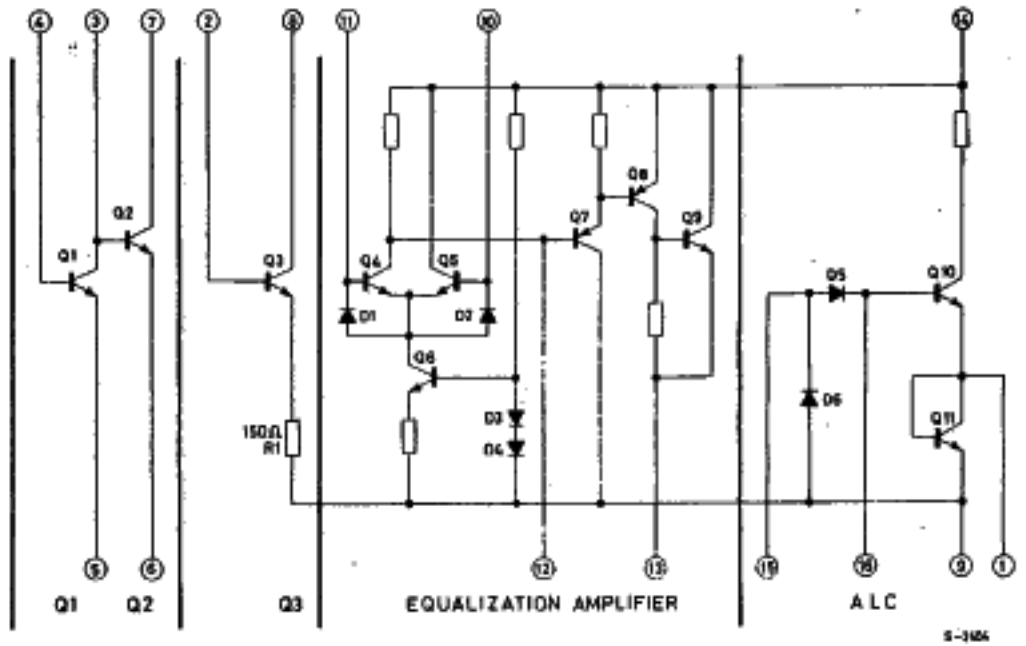 4 3 7 2 8 11 10 14
Q8
Q2 Q7 Q9
Q1 Q3 Q4 Q5 D5 Q10
D1 D2
Q6
D6
D3 Q11
150Ω
R1 D4
5 6 12 13 15 16 9 1
Q1 Q2 Q3 EQUALIZATION AMPLIFIER ALC